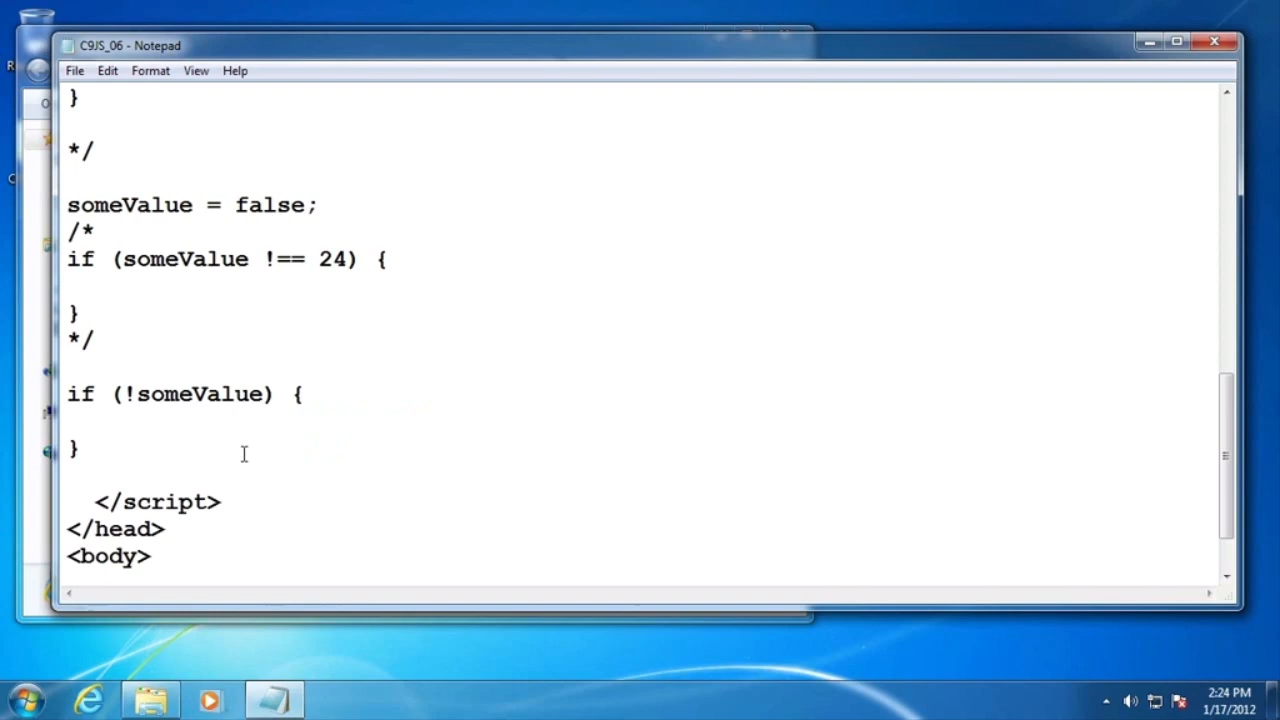 C9JS_06 - Notepad
File Edit Format View Help
}
*/
someValue = false;
/*
if (someValue !== 24) {
}
*/
if (!someValue) {
}
</script>
</head>
<body>
2:24 PM
1/17/2012